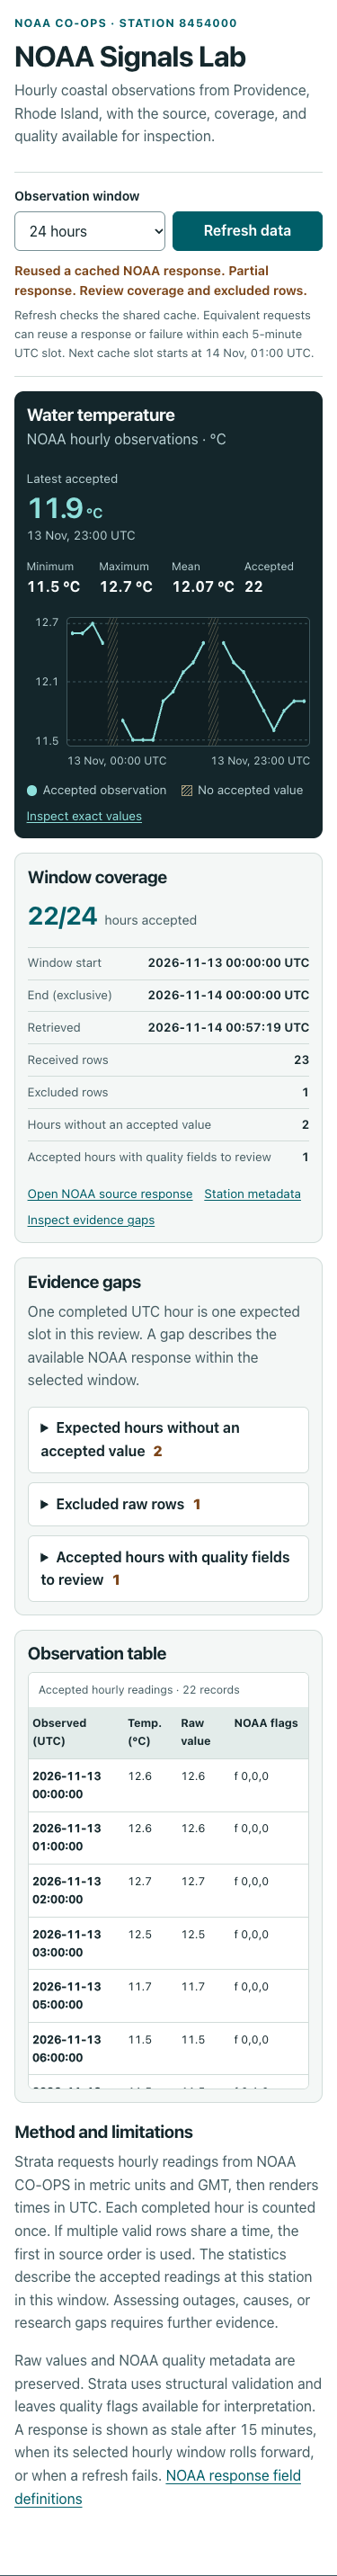 NOAA CO-OPS · STATION 8454000
NOAA Signals Lab
Hourly coastal observations from Providence,
Rhode Island, with the source, coverage, and
quality available for inspection.
Observation window
24 hours
Refresh data
Reused a cached NOAA response. Partial
response. Review coverage and excluded rows.
Refresh checks the shared cache. Equivalent requests
can reuse a response or failure within each 5-minute
UTC slot. Next cache slot starts at 14 Nov, 01:00 UTC.
Water temperature
NOAA hourly observations · °C
Latest accepted
11.9 °C
13 Nov, 23:00 UTC
Minimum Maximum Mean Accepted
11.5 °C 12.7 °C 12.07 °C 22
12.7
12.1
11.5
13 Nov, 00:00 UTC 13 Nov, 23:00 UTC
Accepted observation No accepted value
Inspect exact values
Window coverage
22/24 hours accepted
Window start 2026-11-13 00:00:00 UTC
End (exclusive) 2026-11-14 00:00:00 UTC
Retrieved 2026-11-14 00:57:19 UTC
Received rows 23
Excluded rows 1
Hours without an accepted value 2
Accepted hours with quality fields to review 1
Open NOAA source response Station metadata
Inspect evidence gaps
Evidence gaps
One completed UTC hour is one expected
slot in this review. A gap describes the
available NOAA response within the
selected window.
Expected hours without an
accepted value 2
Excluded raw rows 1
Accepted hours with quality fields
to review 1
Observation table
Accepted hourly readings · 22 records
Observed Temp. Raw NOAA flags
(UTC) (°C) value
2026-11-13 12.6 12.6 f 0,0,0
00:00:00
2026-11-13 12.6 12.6 f 0,0,0
01:00:00
2026-11-13 12.7 12.7 f 0,0,0
02:00:00
2026-11-13 12.5 12.5 f 0,0,0
03:00:00
2026-11-13 11.7 11.7 f 0,0,0
05:00:00
2026-11-13 11.5 11.5 f 0,0,0
06:00:00
Method and limitations
Strata requests hourly readings from NOAA
CO-OPS in metric units and GMT, then renders
times in UTC. Each completed hour is counted
once. If multiple valid rows share a time, the
first in source order is used. The statistics
describe the accepted readings at this station
in this window. Assessing outages, causes, or
research gaps requires further evidence.
Raw values and NOAA quality metadata are
preserved. Strata uses structural validation and
leaves quality flags available for interpretation.
A response is shown as stale after 15 minutes,
when its selected hourly window rolls forward,
or when a refresh fails. NOAA response field
definitions